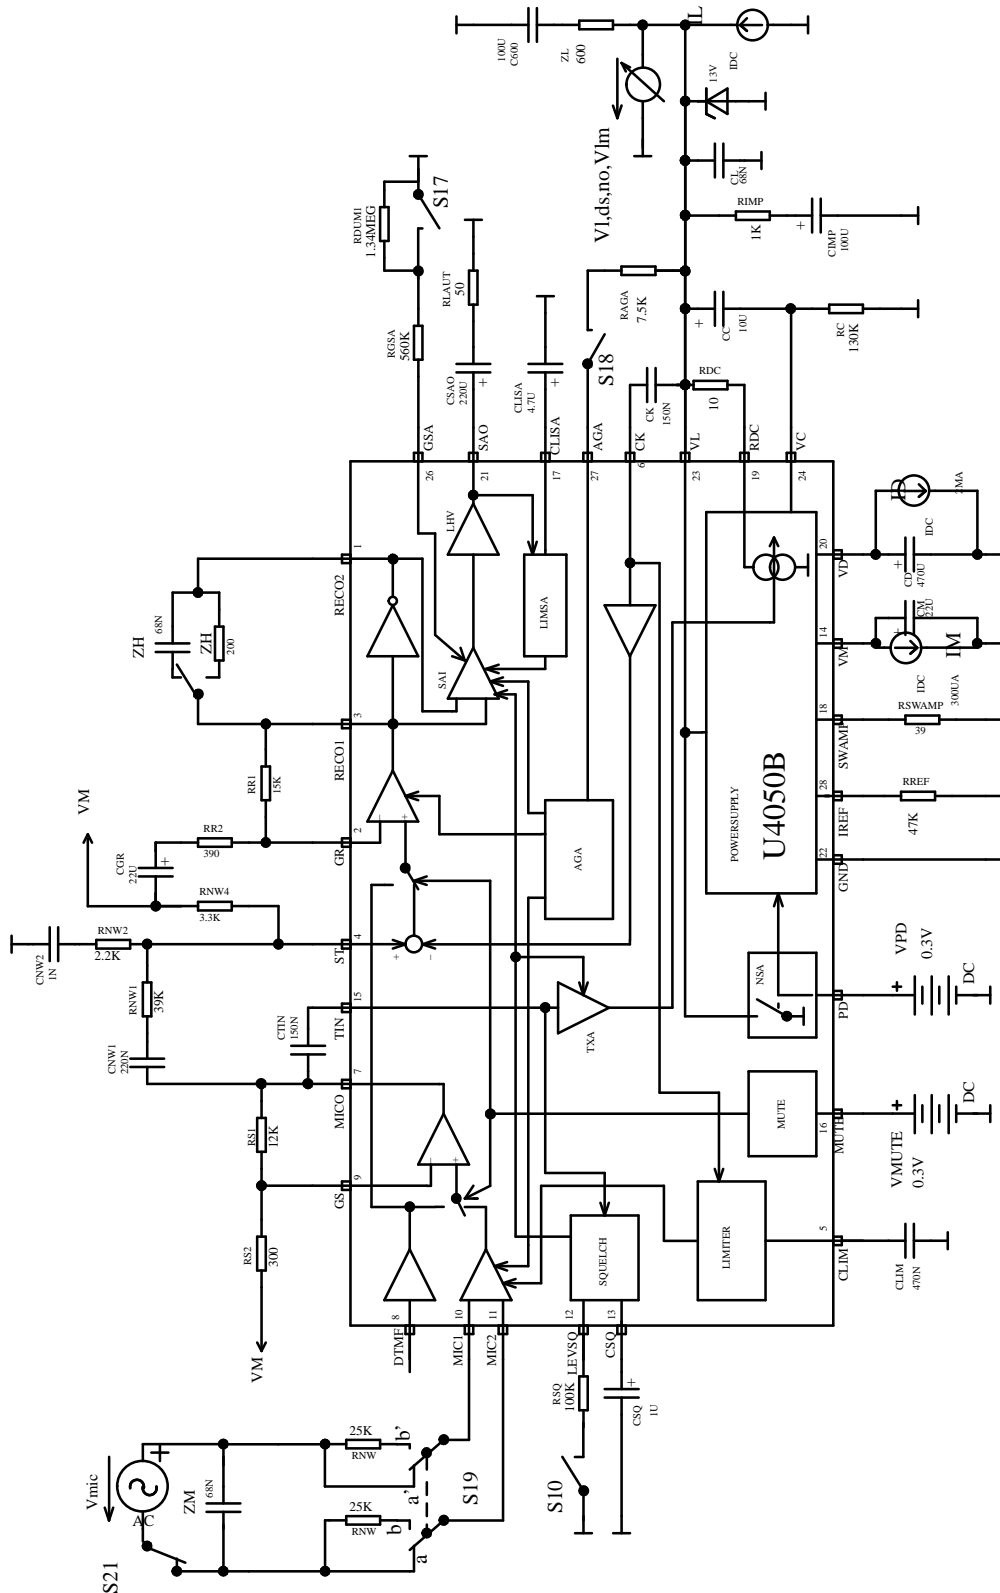 100U
C600
ZL
600
IL
IDC
13V
Vl,ds,no,Vlm
CL
68N
RIMP
1K
+
CIMP
100U
RDUM1
1.34MEG
S17
RLAUT
50
RGSA
560K
CSAO
220U
+
CLISA
4.7U
+
RAGA
7.5K
S18
+
CC
10U
RC
130K
CK
150N
RDC
10
GSA
SAO
CLISA
AGA
CK
VL
RDC
VC
26
21
17
27
6
23
19
24
ZH
68N
ZH
200
RECO2
1
LHV
LIMSA
SAI
20
VD
+
CD
470U
ID
IDC
2MA
14
VM
+
CM
22U
IM
IDC
300UA
RR1
15K
RECO1
3
18
SWAMP
RSWAMP
39
VM
RR2
390
CGR
22U
+
GR
2
−
+
POWERSUPPLY
U4050B
AGA
28
IREF
RREF
47K
22
GND
RNW4
3.3K
CNW2
1N
RNW2
2.2K
ST
4
+
−
RNW1
39K
CNW1
220N
CTIN
150N
TIN
15
TXA
NSA
PD
+
VPD
0.3V
DC
MICO
7
RS1
12K
−
+
MUTE
16
MUTE
+
VMUTE
0.3V
DC
GS
9
RS2
300
VM
SQUELCH
LIMITER
5
CLIM
CLIM
470N
8
10
11
12
13
DTMF
MIC1
MIC2
LEVSQ
CSQ
RSQ
100K
CSQ
1U
+
S10
Vmic
+
AC
ZM
68N
25K
RNW
b'
a'
25K
RNW
b
a
S19
S21